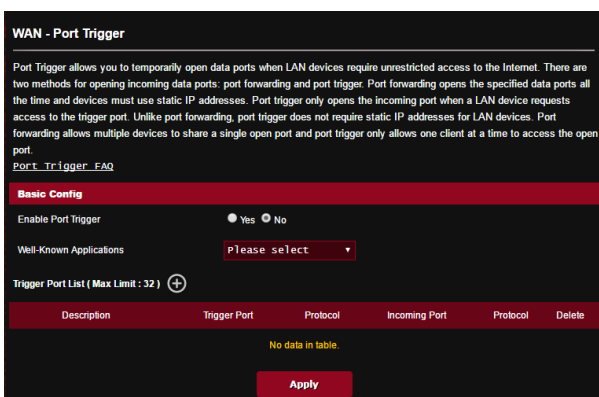 WAN - Port Trigger
Port Trigger allows you to temporarily open data ports when LAN devices require unrestricted access to the Internet. There are
two methods for opening incoming data ports: port forwarding and port trigger. Port forwarding opens the specified data ports all
the time and devices must use static IP addresses. Port trigger only opens the incoming port when a LAN device requests
access to the trigger port. Unlike port forwarding, port trigger does not require static IP addresses for LAN devices. Port
forwarding allows multiple devices to share a single open port and port trigger only allows one client at a time to access the open
port.
Port Trigger FAQ
Basic Config
Enable Port Trigger Yes No
Well-Known Applications Please select
Trigger Port List ( Max Limit : 32 )
Description Trigger Port Protocol Incoming Port Protocol Delete
No data in table.
Apply